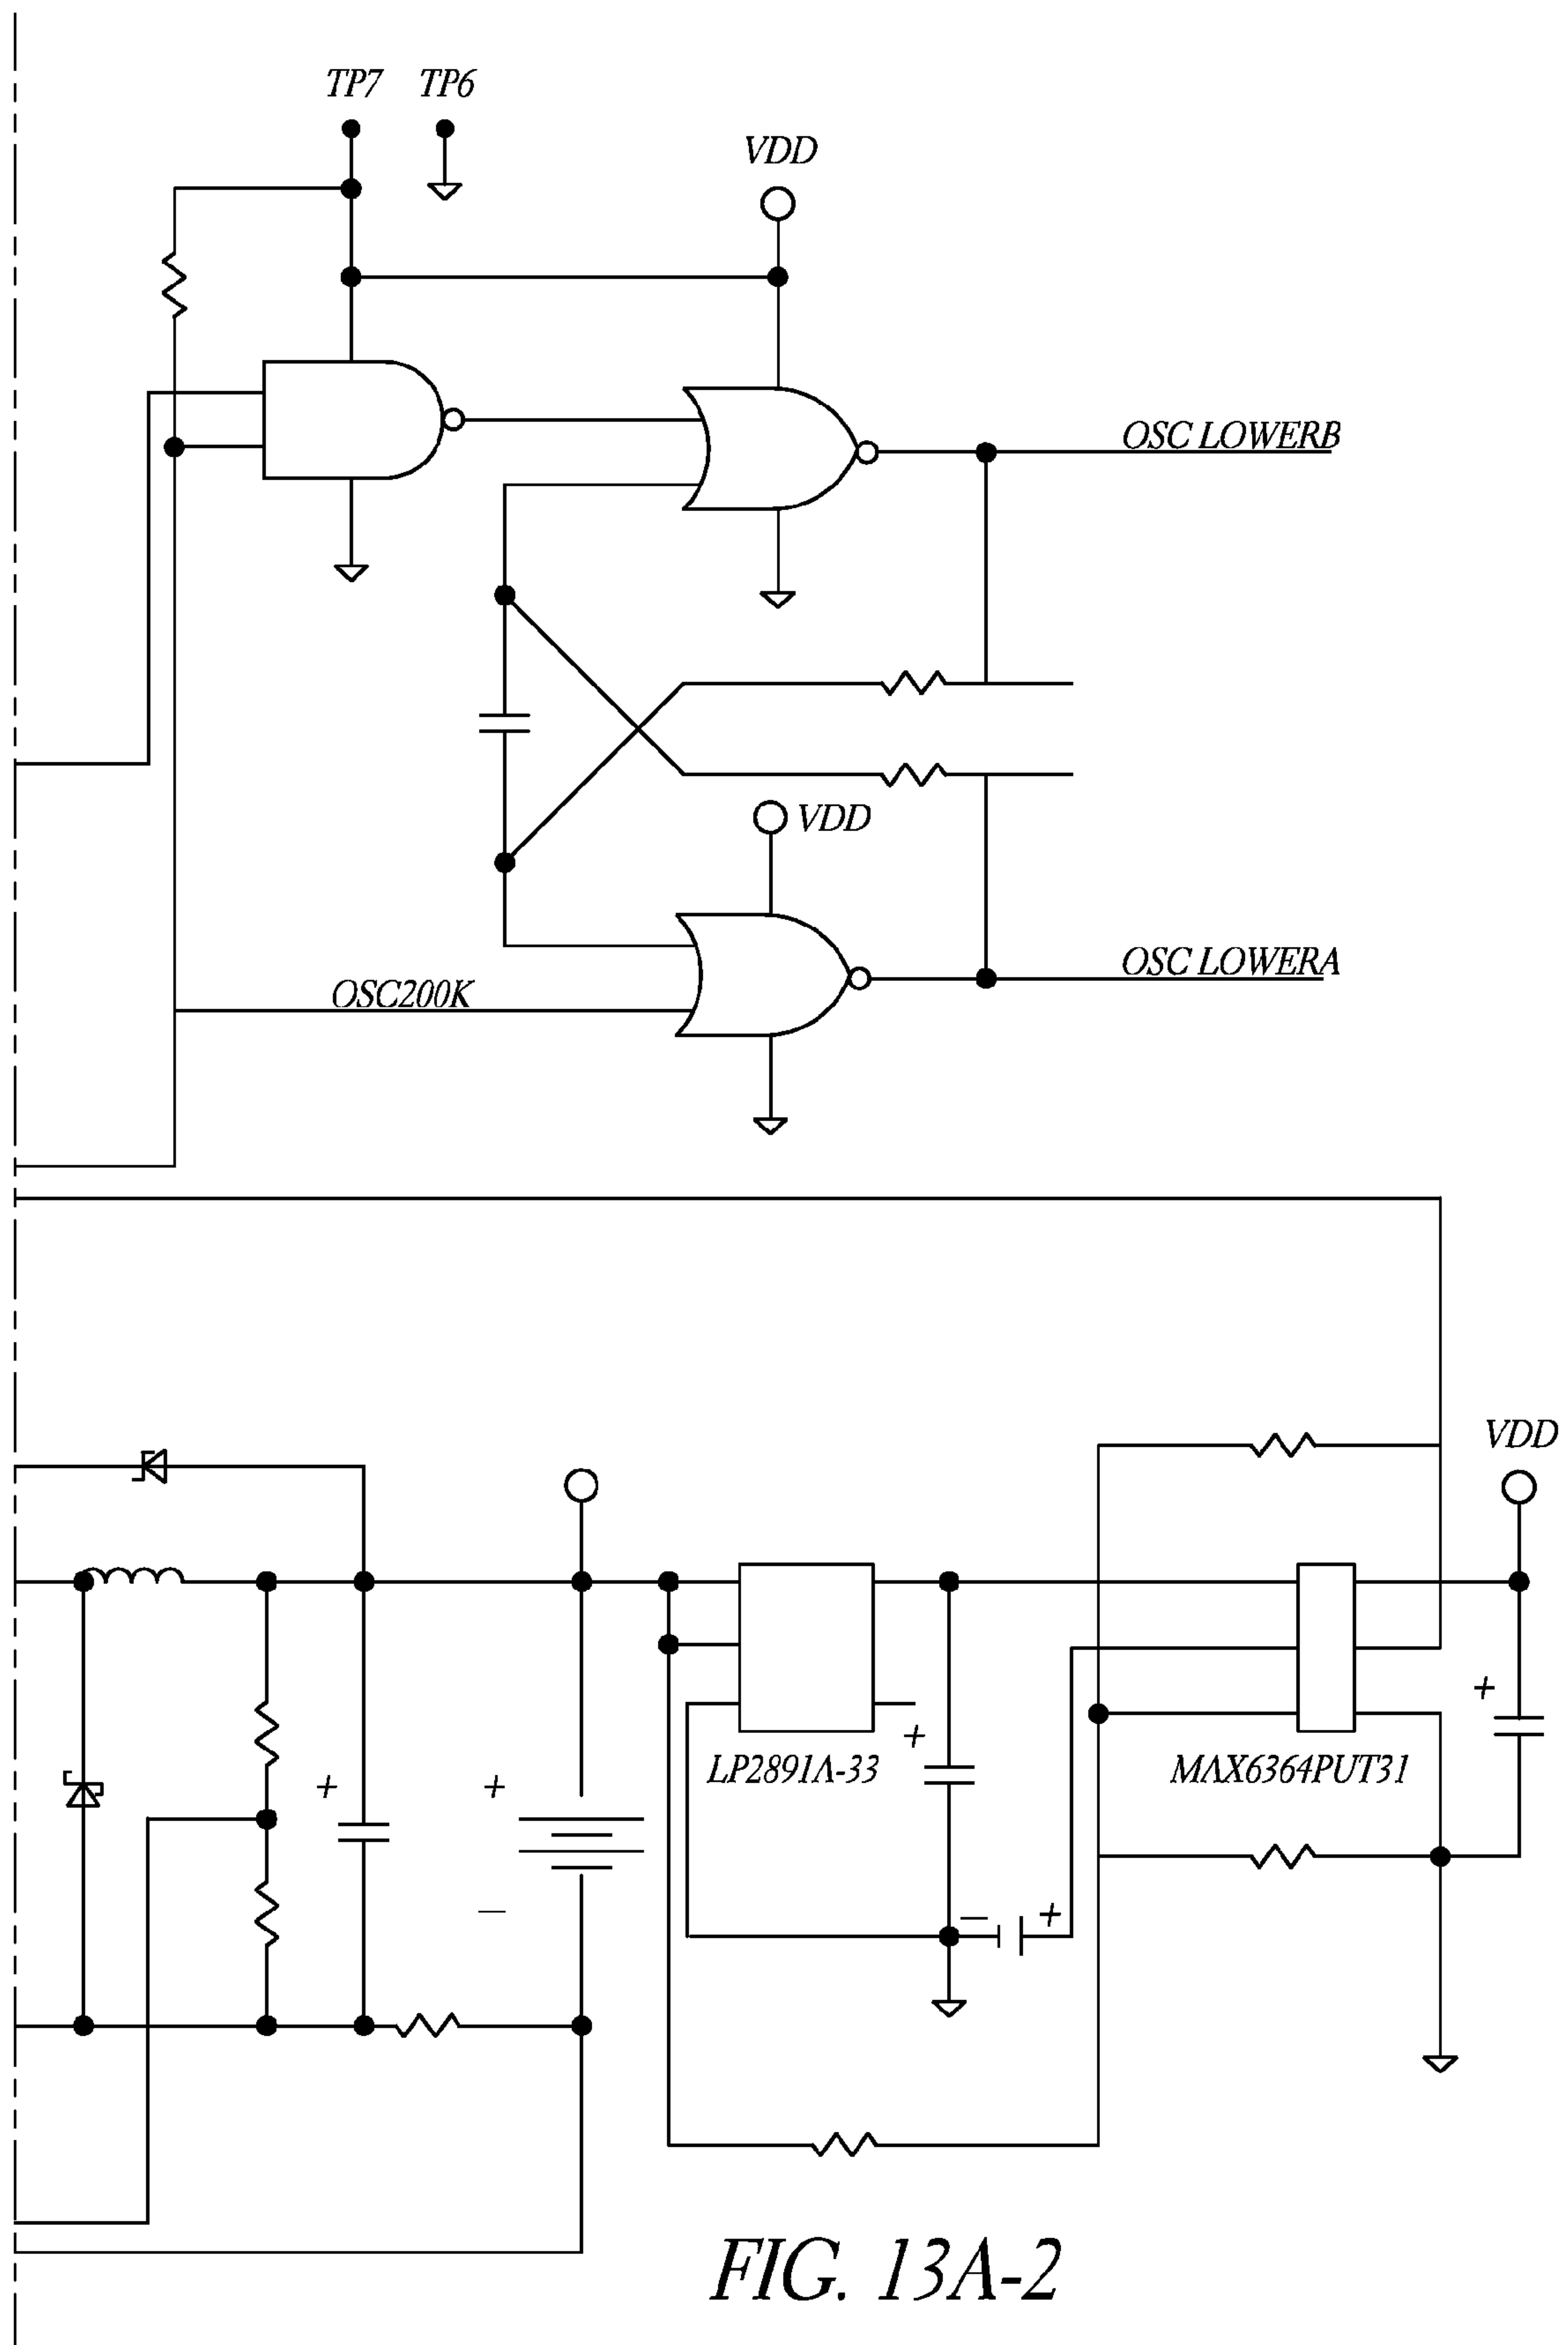 TP7 TP6
VDD
OSC LOWERB
VDD
OSC LOWERA
OSC200K
VDD
+
+ +
+
LP2891A-33
MAX6364PUT31
−
− +
FIG. 13A-2